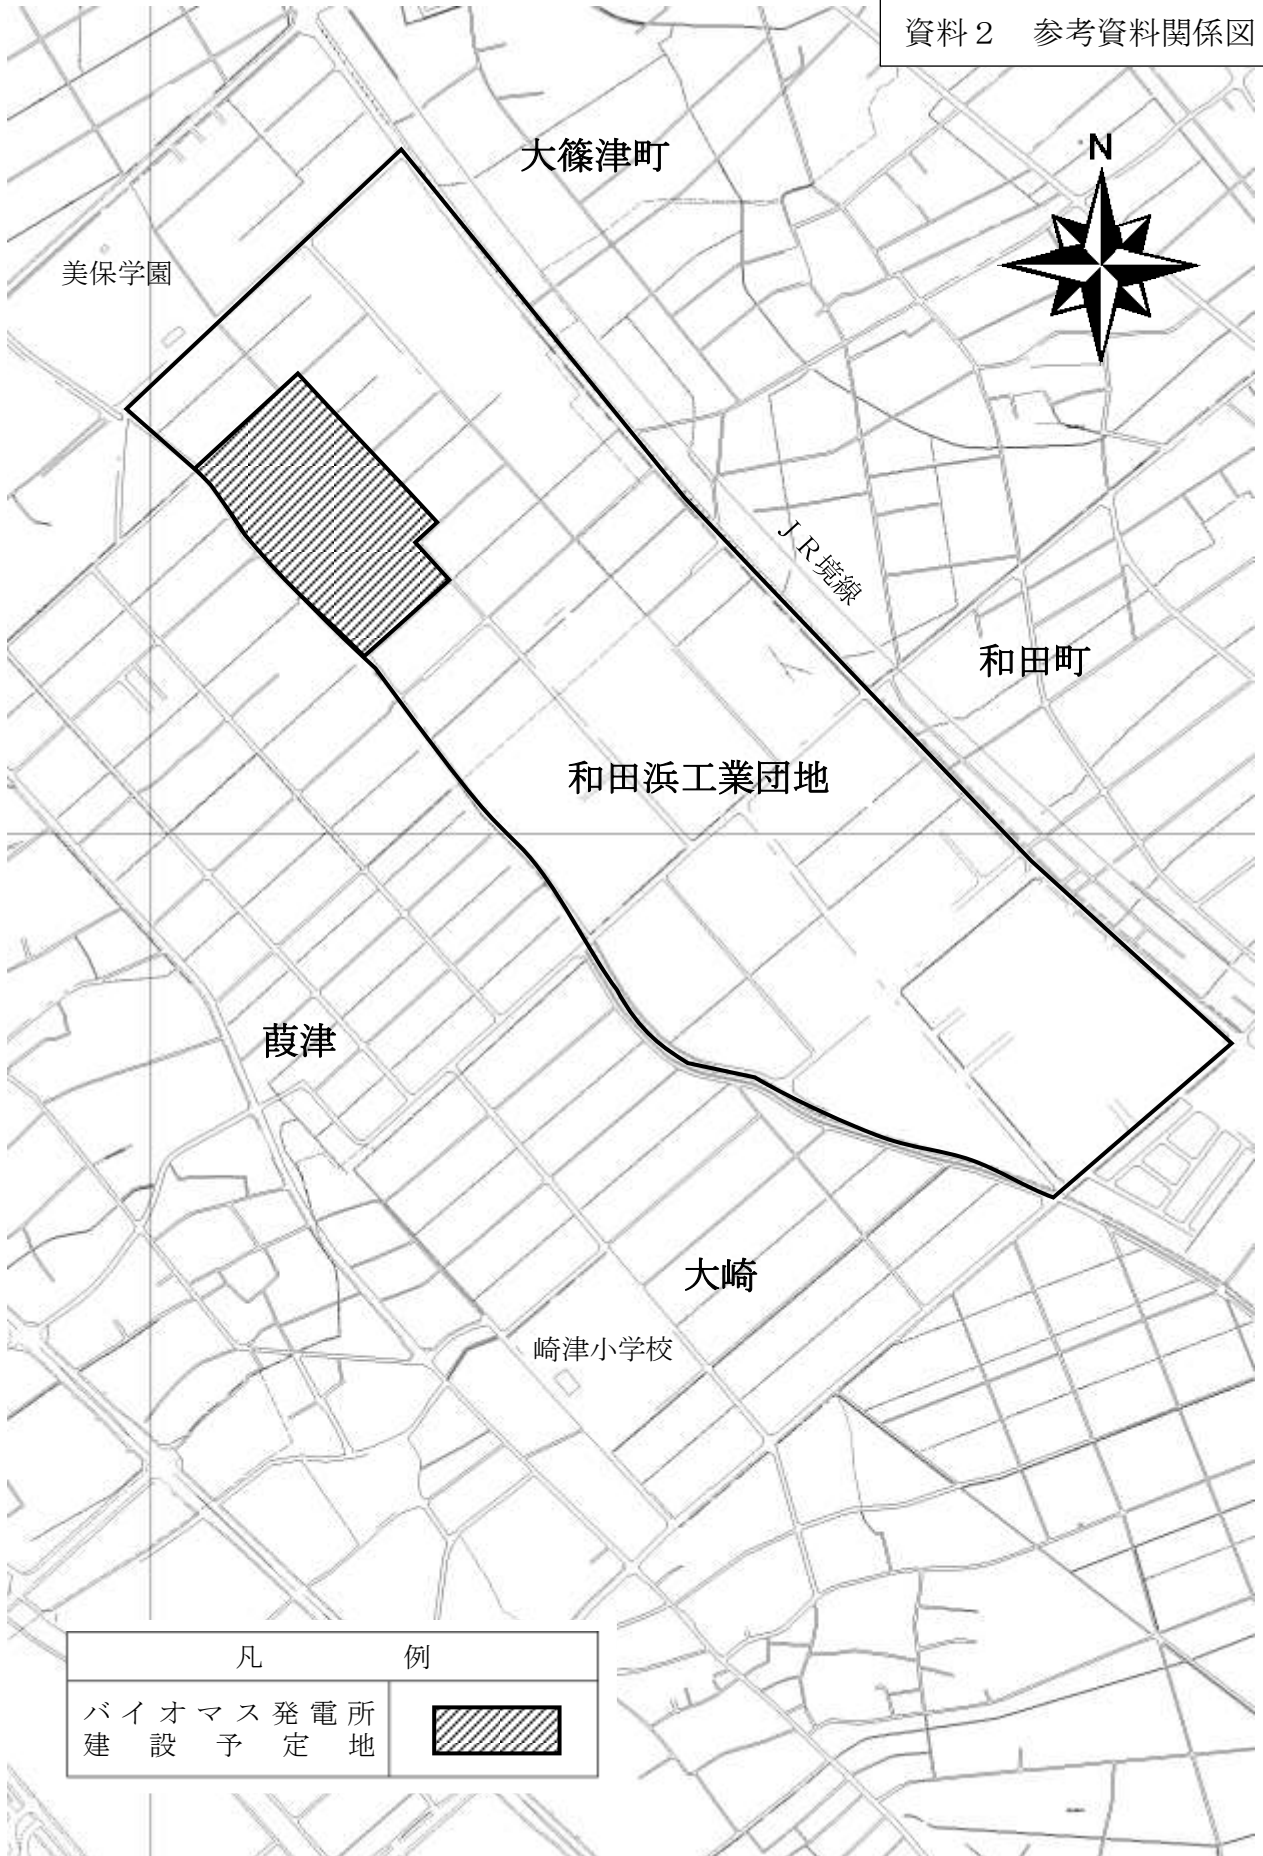 資料２　参考資料関係図
大篠津町
N
美保学園
ＪＲ境線
和田町
和田浜工業団地
葭津
大崎
崎津小学校
凡　例
バイオマス発電所
建設予定地